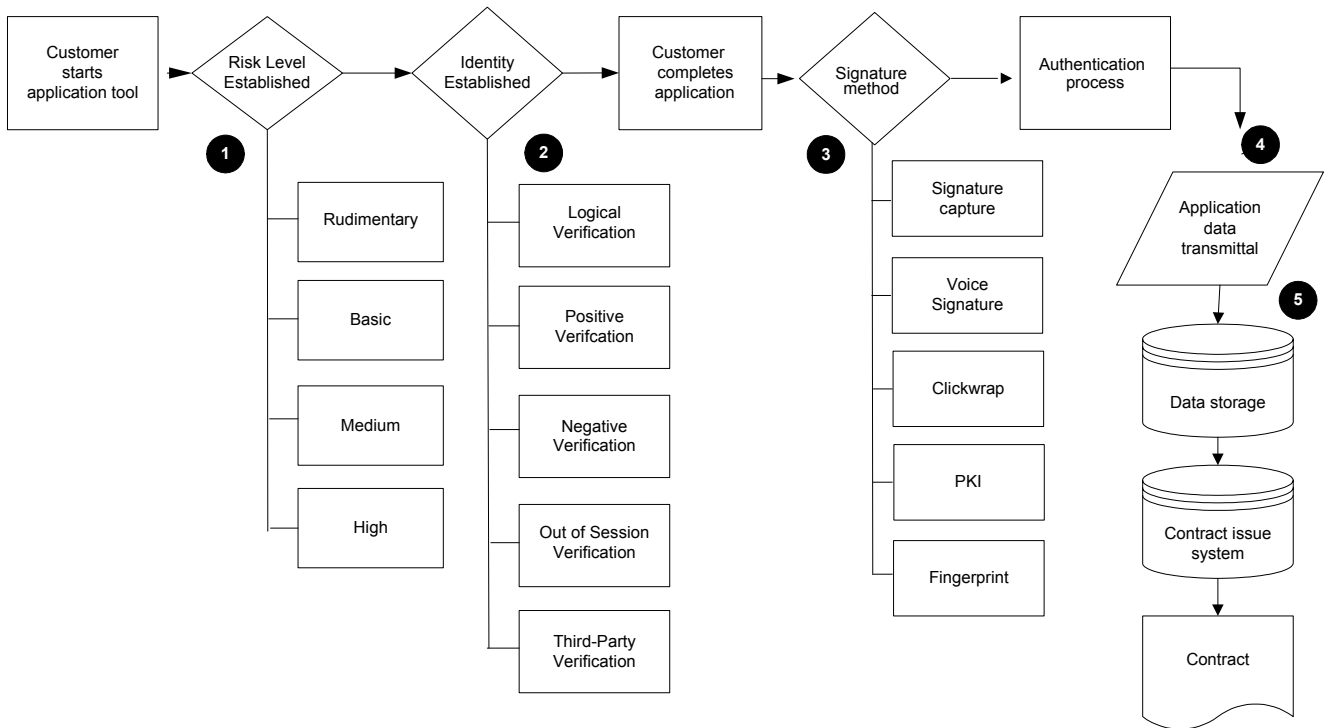 Customer
starts
application tool
Risk Level
Established
Identity
Established
Customer
completes
application
Signature
method
Authentication
process
1
2
3
4
5
Rudimentary
Basic
Medium
High
Logical
Verification
Positive
Verifcation
Negative
Verification
Out of Session
Verification
Third-Party
Verification
Signature
capture
Voice
Signature
Clickwrap
PKI
Fingerprint
Application
data
transmittal
Data storage
Contract issue
system
Contract